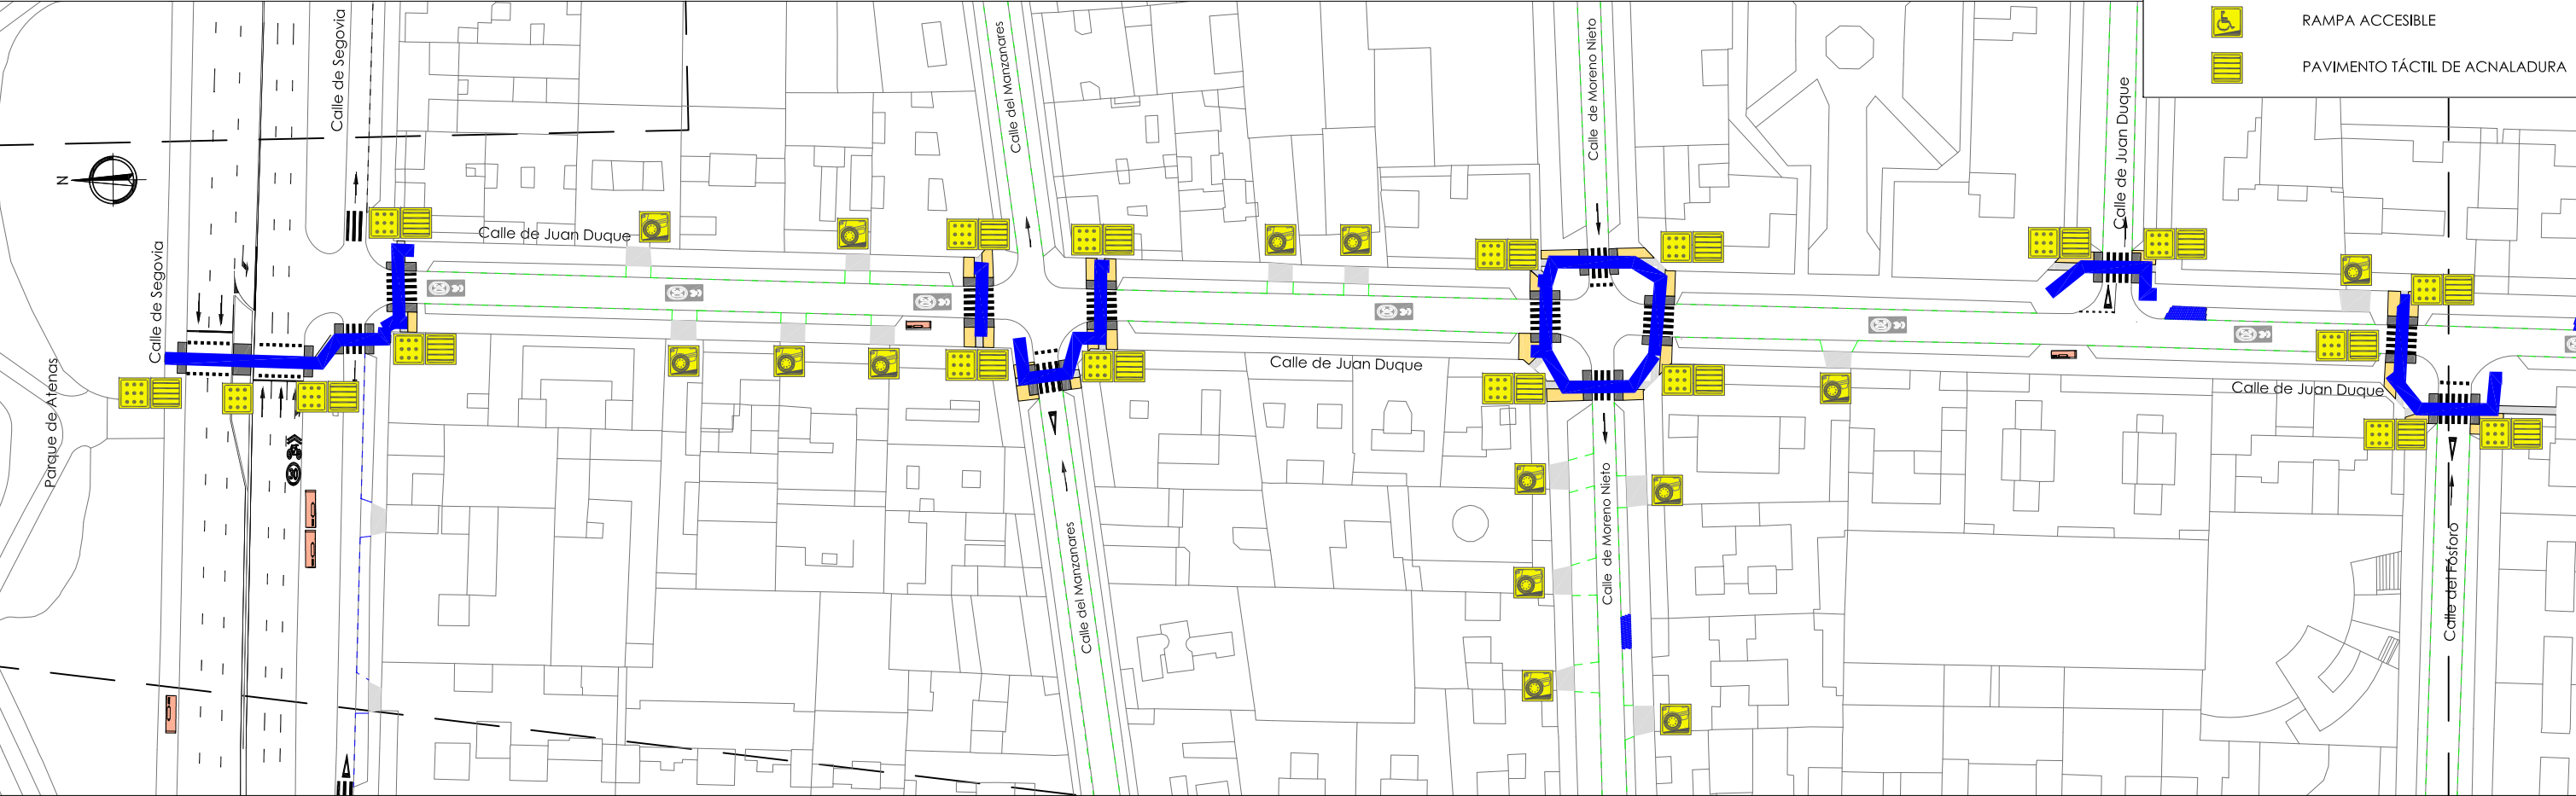 RAMPA ACCESIBLE
PAVIMENTO TÁCTIL DE ACNALADURA
Calle de Segovia
Calle del Manzanares
Calle de Moreno Nieto
Calle de Juan Duque
N
Calle de Juan Duque
Calle de Segovia
Parque de Atenas
Calle de Juan Duque
Calle de Juan Duque
Calle del Manzanares
Calle de Moreno Nieto
Calle del Fósforo